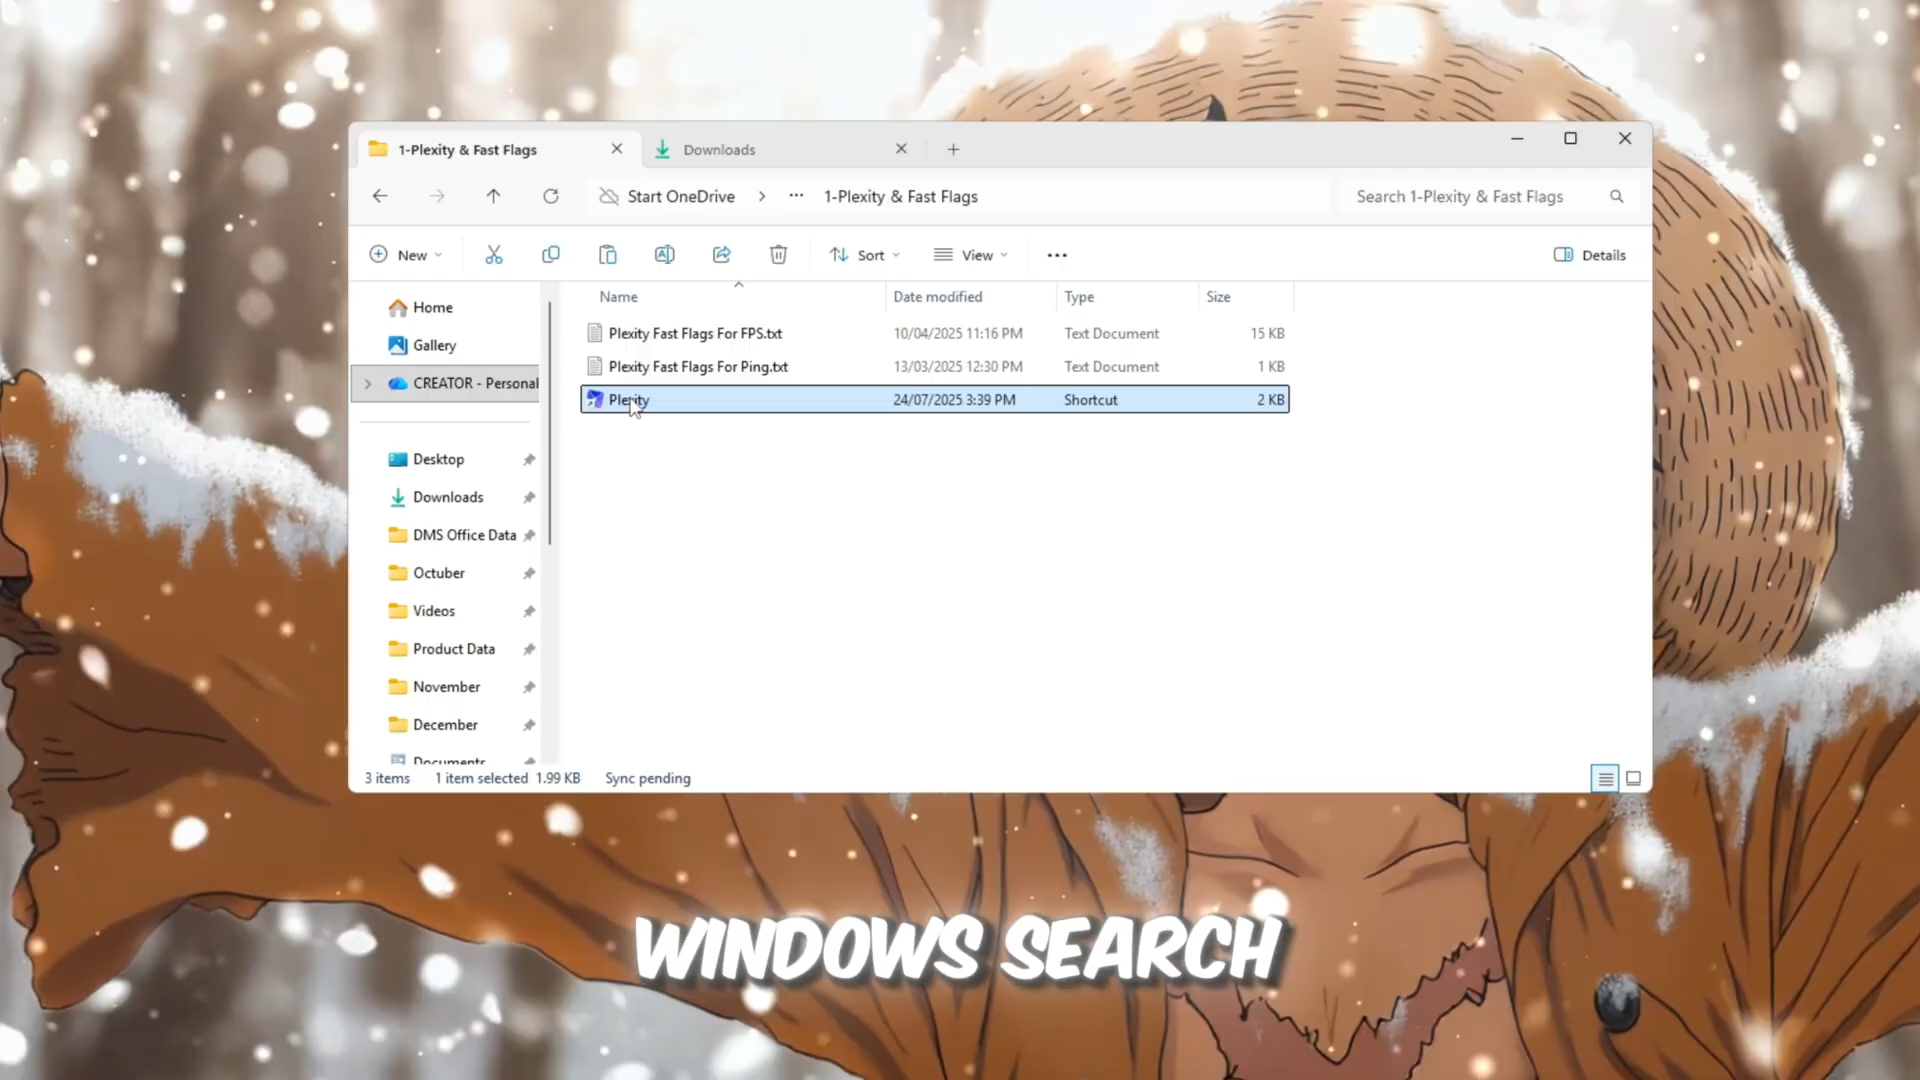 1-Plexity & Fast Flags
Downloads
Start OneDrive > ··· 1-Plexity & Fast Flags
Search 1-Plexity & Fast Flags
New
Sort
View
Details
Name Date modified Type Size
Plexity Fast Flags For FPS.txt 10/04/2025 11:16 PM Text Document 15 KB
Plexity Fast Flags For Ping.txt 13/03/2025 12:30 PM Text Document 1 KB
Plexity 24/07/2025 3:39 PM Shortcut 2 KB
Home
Gallery
CREATOR - Personal
Desktop
Downloads
DMS Office Data
Octuber
Videos
Product Data
November
December
Documents
3 items 1 item selected 1.99 KB Sync pending
WINDOWS SEARCH